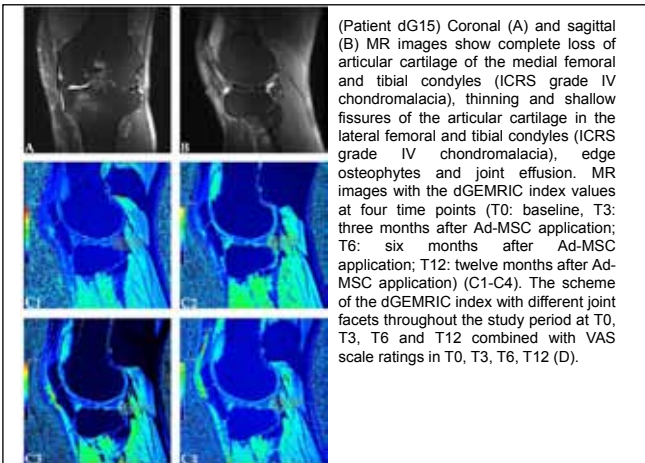 (Patient dG15) Coronal (A) and sagittal
(B) MR images show complete loss of
articular cartilage of the medial femoral
and tibial condyles (ICRS grade IV
chondromalacia), thinning and shallow
fissures of the articular cartilage in the
lateral femoral and tibial condyles (ICRS
grade IV chondromalacia), edge
osteophytes and joint effusion. MR
images with the dGEMRIC index values
at four time points (T0: baseline, T3:
three months after Ad-MSC application;
T6: six months after Ad-MSC
application; T12: twelve months after Ad-
MSC application) (C1-C4). The scheme
of the dGEMRIC index with different joint
facets throughout the study period at T0,
T3, T6 and T12 combined with VAS
scale ratings in T0, T3, T6, T12 (D).
A
B
C1
C2
C3
C4